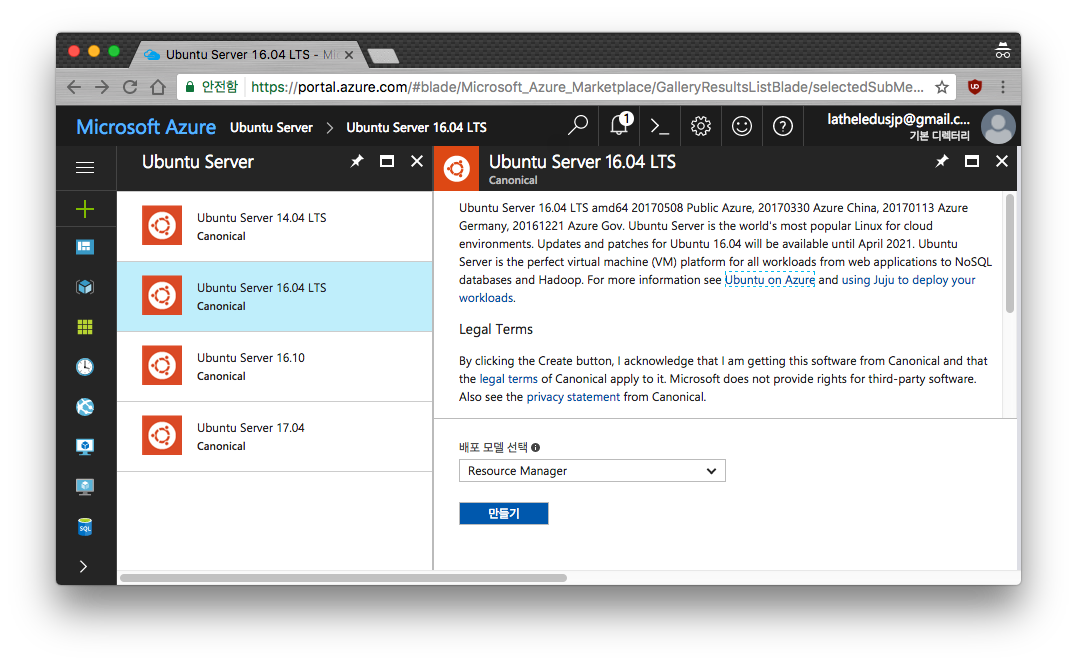 Ubuntu Server 16.04 LTS - Mi
안전함 https://portal.azure.com/#blade/Microsoft_Azure_Marketplace/GalleryResultsListBlade/selectedSubMe...
Microsoft Azure Ubuntu Server > Ubuntu Server 16.04 LTS 1 latheledusjp@gmail.c...
기본 디렉터리
Ubuntu Server
Ubuntu Server 14.04 LTS
Canonical
Ubuntu Server 16.04 LTS
Canonical
Ubuntu Server 16.10
Canonical
Ubuntu Server 17.04
Canonical
SQL
Ubuntu Server 16.04 LTS
Canonical
Ubuntu Server 16.04 LTS amd64 20170508 Public Azure, 20170330 Azure China, 20170113 Azure
Germany, 20161221 Azure Gov. Ubuntu Server is the world's most popular Linux for cloud
environments. Updates and patches for Ubuntu 16.04 will be available until April 2021. Ubuntu
Server is the perfect virtual machine (VM) platform for all workloads from web applications to NoSQL
databases and Hadoop. For more information see Ubuntu on Azure and using Juju to deploy your
workloads.
Legal Terms
By clicking the Create button, I acknowledge that I am getting this software from Canonical and that
the legal terms of Canonical apply to it. Microsoft does not provide rights for third-party software.
Also see the privacy statement from Canonical.
배포 모델 선택
Resource Manager
만들기